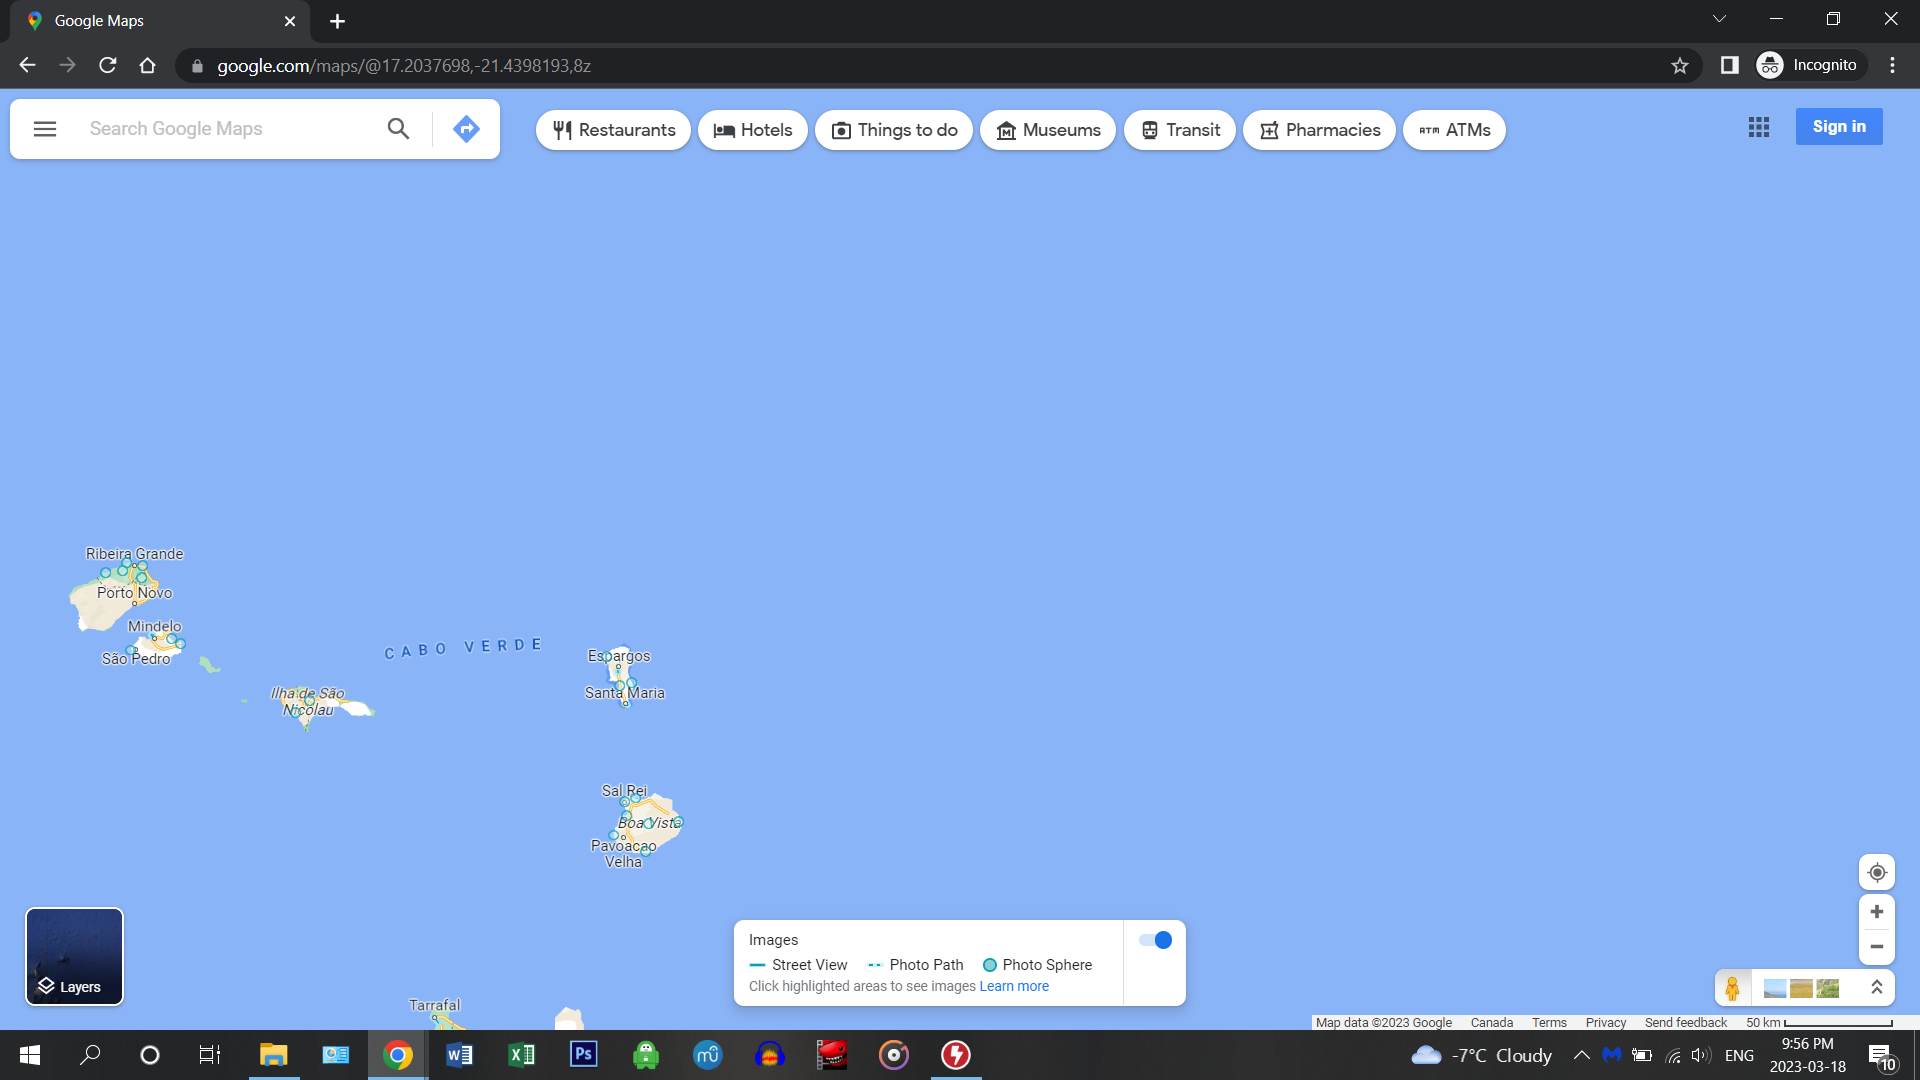 Google Maps
google.com/maps/@17.2037698,-21.4398193,8z
Incognito
Search Google Maps
Restaurants
Hotels
Things to do
Museums
Transit
Pharmacies
ATM ATMs
Sign in
Ribeira Grande
Porto Novo
Mindelo
São Pedro
CABO VERDE
Ilha de São
Nicolau
Espargos
Santa Maria
Sal Rei
Boa Vista
Pavoacao
Velha
Tarrafal
Layers
Images
Street View Photo Path Photo Sphere
Click highlighted areas to see images Learn more
Map data ©2023 Google Canada Terms Privacy Send feedback 50 km
W
X
Ps
mu
-7°C Cloudy
ENG
9:56 PM
2023-03-18
10